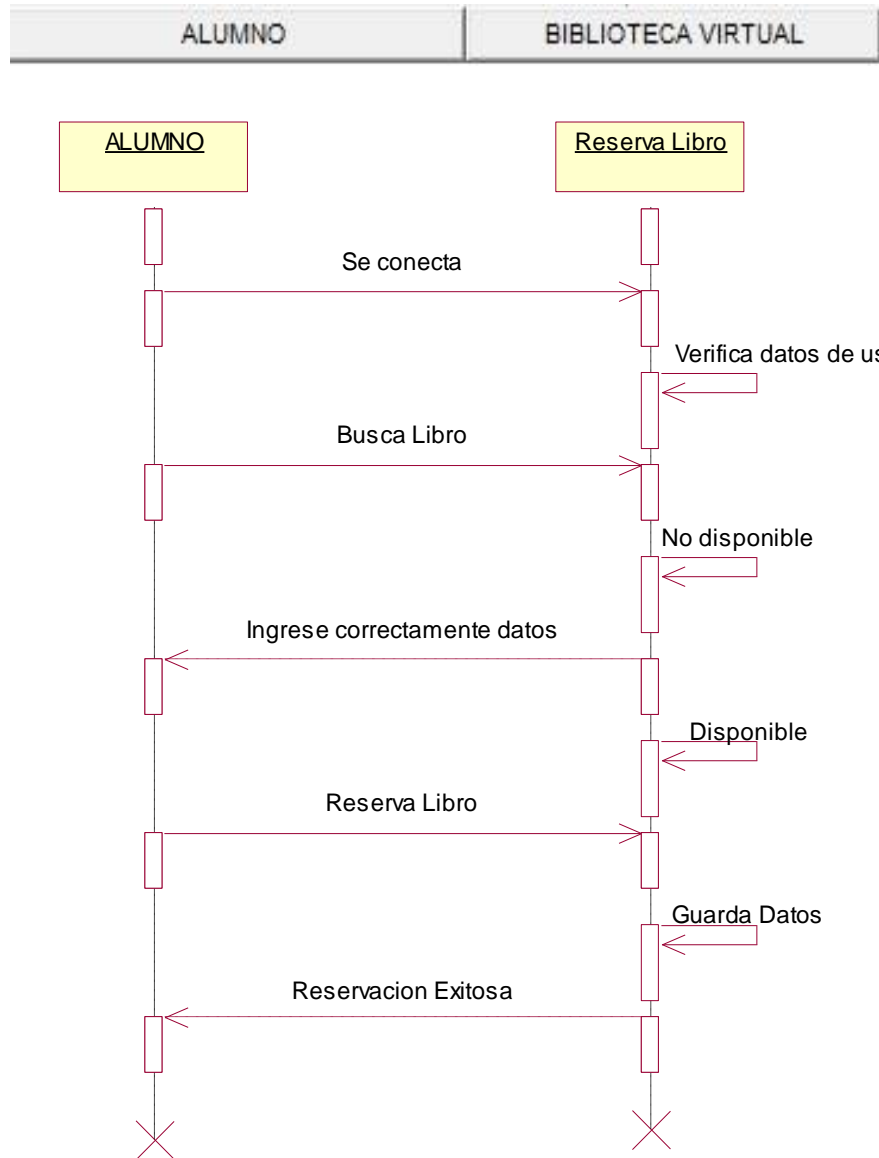 ALUMNO
BIBLIOTECA VIRTUAL
ALUMNO
Reserva Libro
Se conecta
Verifica datos de
Busca Libro
No disponible
Ingrese correctamente datos
Disponible
Reserva Libro
Guarda Datos
Reservacion Exitosa